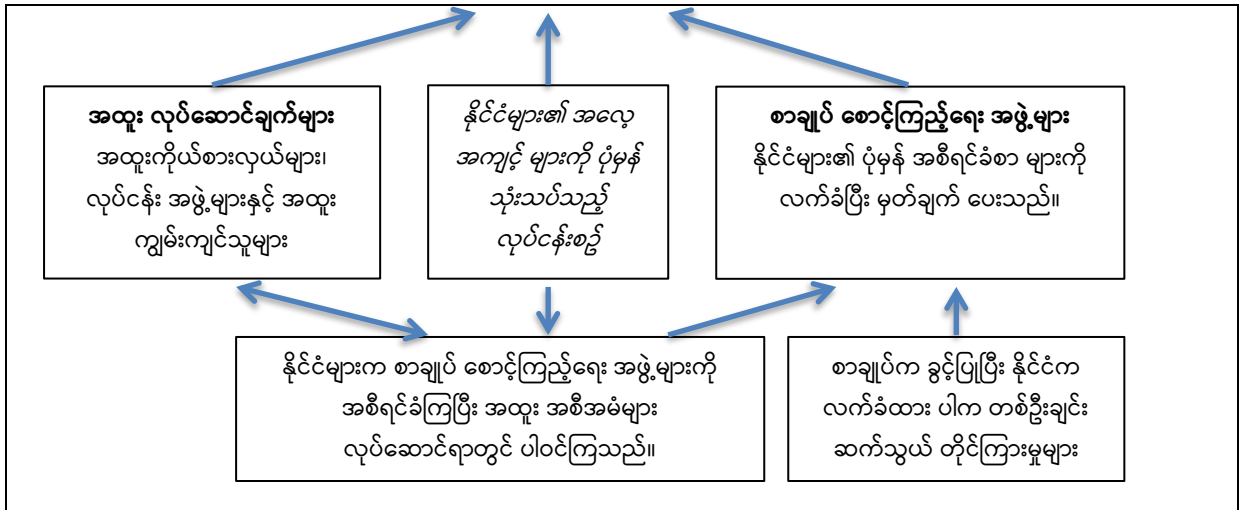 အထူး လုပ်ဆောင်ချက်များ
အထူးကိုယ်စားလှယ်များ၊
လုပ်ငန်း အဖွဲ့များနှင့် အထူး
ကျွမ်းကျင်သူများ
နိုင်ငံများ၏ အလေ့
အကျင့် များကို ပုံမှန်
သုံးသပ်သည့်
လုပ်ငန်းစဉ်
စာချုပ် စောင့်ကြည့်ရေး အဖွဲ့များ
နိုင်ငံများ၏ ပုံမှန် အစီရင်ခံစာ များကို
လက်ခံပြီး မှတ်ချက် ပေးသည်။
နိုင်ငံများက စာချုပ် စောင့်ကြည့်ရေး အဖွဲ့များကို
အစီရင်ခံကြပြီး အထူး အစီအမံများ
လုပ်ဆောင်ရာတွင် ပါဝင်ကြသည်။
စာချုပ်က ခွင့်ပြုပြီး နိုင်ငံက
လက်ခံထား ပါက တစ်ဦးချင်း
ဆက်သွယ် တိုင်ကြားမှုများ